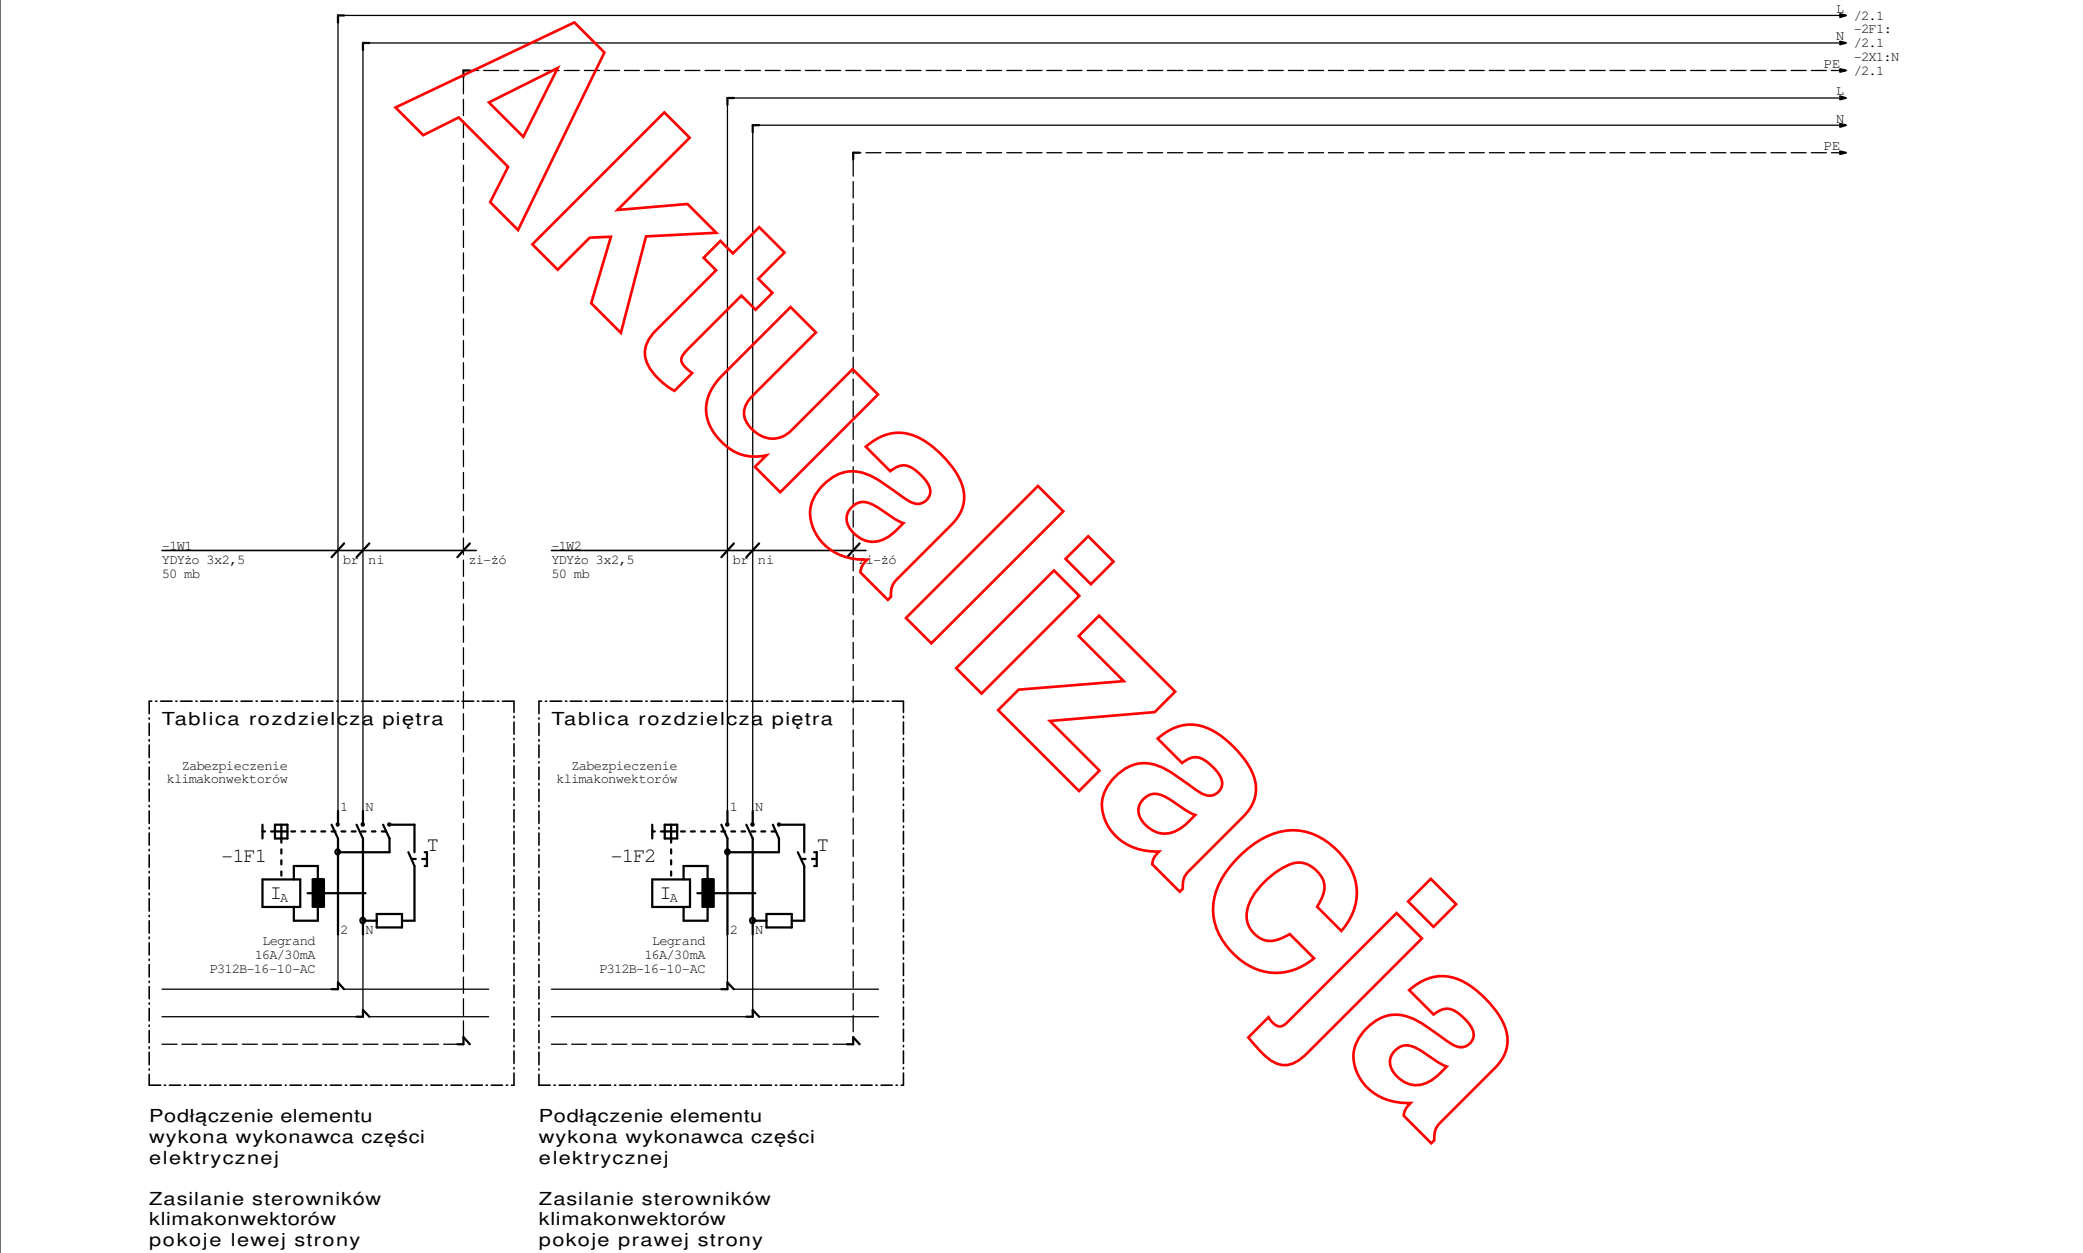 L /2.1
-2F1:
N /2.1
-2X1:N
PE /2.1
L
N
PE
Aktualizacja
-1W1
YDYżo 3x2,5
50 mb
br ni zi-żó
-1W2
YDYżo 3x2,5
50 mb
br ni zi-żó
Tablica rozdzielcza piętra
Zabezpieczenie
klimakonwektorów
1 N
-1F1
T
IA
2 N
Legrand
16A/30mA
P312B-16-10-AC
Tablica rozdzielcza piętra
Zabezpieczenie
klimakonwektorów
1 N
-1F2
T
IA
2 N
Legrand
16A/30mA
P312B-16-10-AC
Podłączenie elementu
wykona wykonawca części
elektrycznej
Zasilanie sterowników
klimakonwektorów
pokoje lewej strony
Podłączenie elementu
wykona wykonawca części
elektrycznej
Zasilanie sterowników
klimakonwektorów
pokoje prawej strony